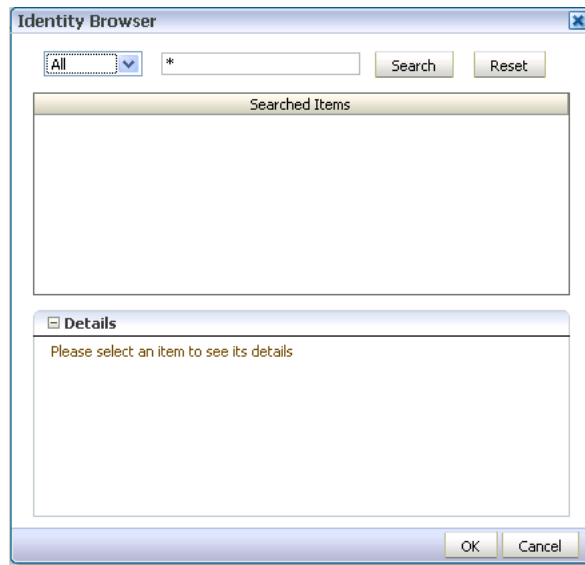 Identity Browser
All * Search Reset
Searched Items
Details
Please select an item to see its details
OK Cancel